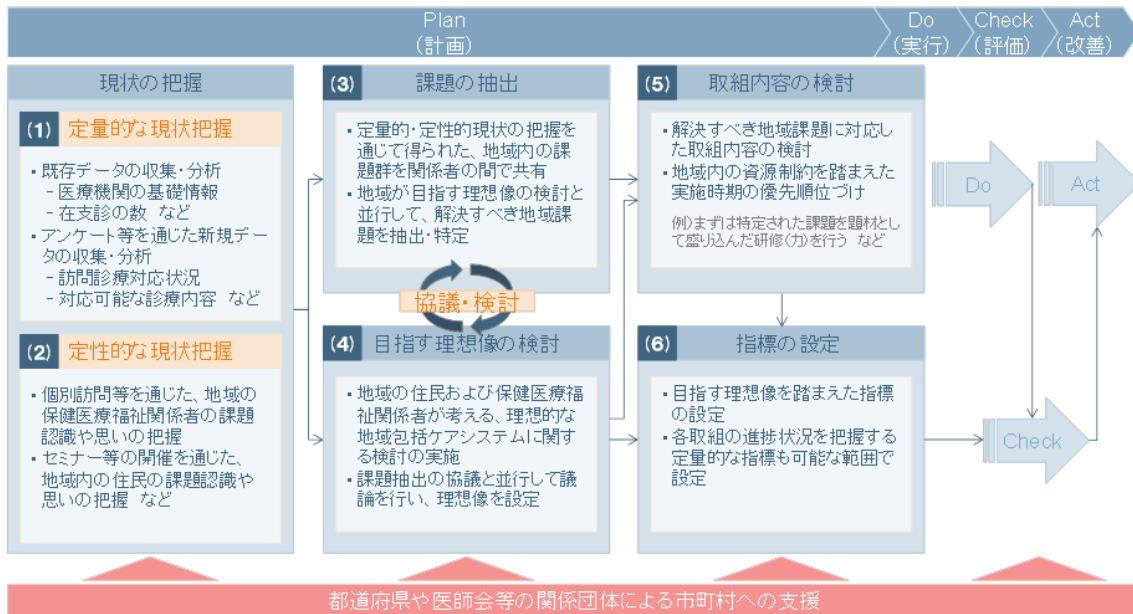 Plan
(計画)
Do
(実行)
Check
(評価)
Act
(改善)
現状の把握
(1) 定量的な現状把握
・既存データの収集・分析
－医療機関の基礎情報
－在支診の数 など
・アンケート等を通じた新規デー
タの収集・分析
－訪問診療対応状況
－対応可能な診療内容 など
(2) 定性的な現状把握
・個別訪問等を通じた、地域の
保健医療福祉関係者の課題
認識や思いの把握
・セミナー等の開催を通じた、
地域内の住民の課題認識や
思いの把握 など
(3) 課題の抽出
・定量的・定性的現状の把握を
通じて得られた、地域内の課
題群を関係者の間で共有
・地域が目指す理想像の検討と
並行して、解決すべき地域課
題を抽出・特定
協議・検討
(4) 目指す理想像の検討
・地域の住民および保健医療福
祉関係者が考える、理想的な
地域包括ケアシステムに関す
る検討の実施
・課題抽出の協議と並行して議
論を行い、理想像を設定
(5) 取組内容の検討
・解決すべき地域課題に対応し
た取組内容の検討
・地域内の資源制約を踏まえた
実施時期の優先順位づけ
例)まずは特定された課題を題材とし
て盛り込んだ研修(力)を行う など
(6) 指標の設定
・目指す理想像を踏まえた指標
の設定
・各取組の進捗状況を把握する
定量的な指標も可能な範囲で
設定
Do
Act
Check
都道府県や医師会等の関係団体による市町村への支援